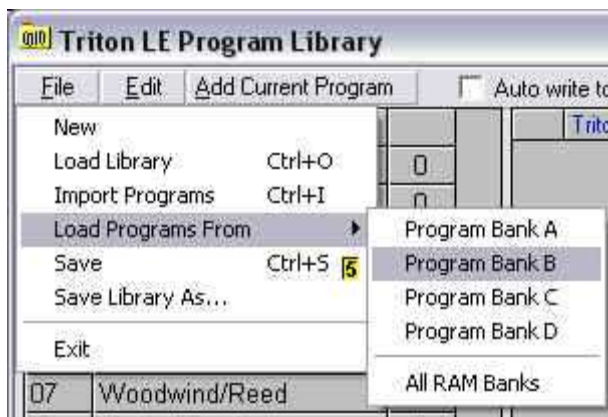 Triton LE Program Library
File Edit Add Current Program Auto write to
New
Load Library Ctrl+O 0
Import Programs Ctrl+I 0
Load Programs From
Save Ctrl+S 5
Save Library As...
Exit
Program Bank A
Program Bank B
Program Bank C
Program Bank D
All RAM Banks
07 Woodwind/Reed